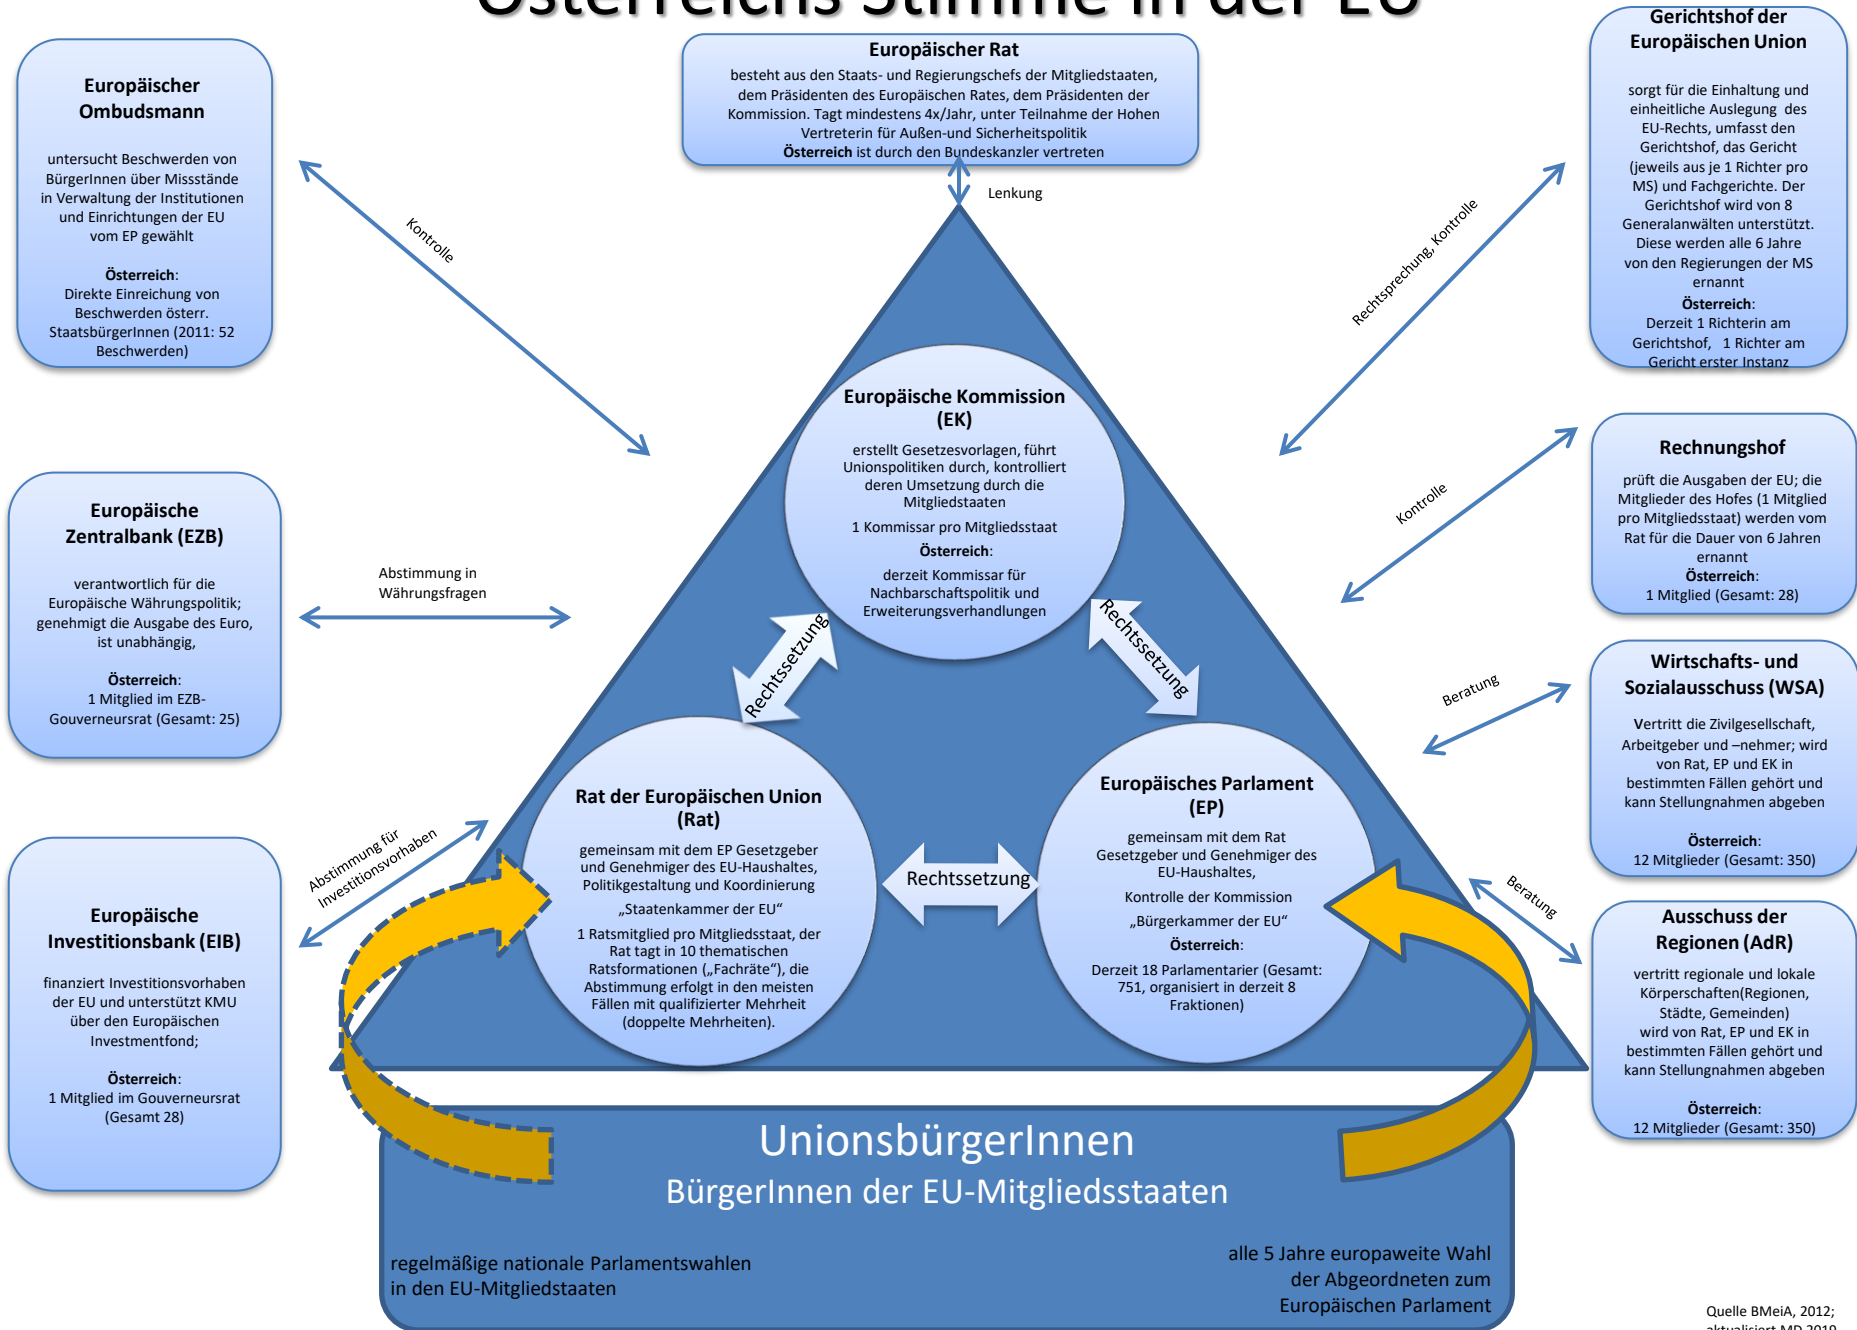 Österreichs Stimme in der EU
Europäischer
Ombudsmann
untersucht Beschwerden von
BürgerInnen über Missstände
in Verwaltung der Institutionen
und Einrichtungen der EU
vom EP gewählt
Österreich:
Direkte Einreichung von
Beschwerden österr.
StaatsbürgerInnen (2011: 52
Beschwerden)
Europäischer Rat
besteht aus den Staats- und Regierungschefs der Mitgliedstaaten,
dem Präsidenten des Europäischen Rates, dem Präsidenten der
Kommission. Tagt mindestens 4x/Jahr, unter Teilnahme der Hohen
Vertreterin für Außen-und Sicherheitspolitik
Österreich ist durch den Bundeskanzler vertreten
Lenkung
Gerichtshof der
Europäischen Union
sorgt für die Einhaltung und
einheitliche Auslegung  des
EU-Rechts, umfasst den
Gerichtshof, das Gericht
(jeweils aus je 1 Richter pro
MS) und Fachgerichte. Der
Gerichtshof wird von 8
Generalanwälten unterstützt.
Diese werden alle 6 Jahre
von den Regierungen der MS
ernannt
Österreich:
Derzeit 1 Richterin am
Gerichtshof,   1 Richter am
Gericht erster Instanz
Kontrolle
Rechtsprechung, Kontrolle
Europäische Kommission
(EK)
erstellt Gesetzesvorlagen, führt
Unionspolitiken durch, kontrolliert
deren Umsetzung durch die
Mitgliedstaaten
1 Kommissar pro Mitgliedsstaat
Österreich:
derzeit Kommissar für
Nachbarschaftspolitik und
Erweiterungsverhandlungen
Europäische
Zentralbank (EZB)
verantwortlich für die
Europäische Währungspolitik;
genehmigt die Ausgabe des Euro,
ist unabhängig,
Österreich:
1 Mitglied im EZB-
Gouverneursrat (Gesamt: 25)
Abstimmung in
Währungsfragen
Kontrolle
Rechnungshof
prüft die Ausgaben der EU; die
Mitglieder des Hofes (1 Mitglied
pro Mitgliedsstaat) werden vom
Rat für die Dauer von 6 Jahren
ernannt
Österreich:
1 Mitglied (Gesamt: 28)
Rechtssetzung
Rechtssetzung
Beratung
Wirtschafts- und
Sozialausschuss (WSA)
Vertritt die Zivilgesellschaft,
Arbeitgeber und –nehmer; wird
von Rat, EP und EK in
bestimmten Fällen gehört und
kann Stellungnahmen abgeben
Österreich:
12 Mitglieder (Gesamt: 350)
Abstimmung für
Investitionsvorhaben
Europäische
Investitionsbank (EIB)
finanziert Investitionsvorhaben
der EU und unterstützt KMU
über den Europäischen
Investmentfond;
Österreich:
1 Mitglied im Gouverneursrat
(Gesamt 28)
Rat der Europäischen Union
(Rat)
gemeinsam mit dem EP Gesetzgeber
und Genehmiger des EU-Haushaltes,
Politikgestaltung und Koordinierung
„Staatenkammer der EU“
1 Ratsmitglied pro Mitgliedsstaat, der
Rat tagt in 10 thematischen
Ratsformationen („Fachräte“), die
Abstimmung erfolgt in den meisten
Fällen mit qualifizierter Mehrheit
(doppelte Mehrheiten).
Rechtssetzung
Europäisches Parlament
(EP)
gemeinsam mit dem Rat
Gesetzgeber und Genehmiger des
EU-Haushaltes,
Kontrolle der Kommission
„Bürgerkammer der EU“
Österreich:
Derzeit 18 Parlamentarier (Gesamt:
751, organisiert in derzeit 8
Fraktionen)
Beratung
Ausschuss der
Regionen (AdR)
vertritt regionale und lokale
Körperschaften(Regionen,
Städte, Gemeinden)
wird von Rat, EP und EK in
bestimmten Fällen gehört und
kann Stellungnahmen abgeben
Österreich:
12 Mitglieder (Gesamt: 350)
UnionsbürgerInnen
BürgerInnen der EU-Mitgliedsstaaten
regelmäßige nationale Parlamentswahlen
in den EU-Mitgliedstaaten
alle 5 Jahre europaweite Wahl
der Abgeordneten zum
Europäischen Parlament
Quelle BMeiA, 2012;
aktualisiert MD 2019